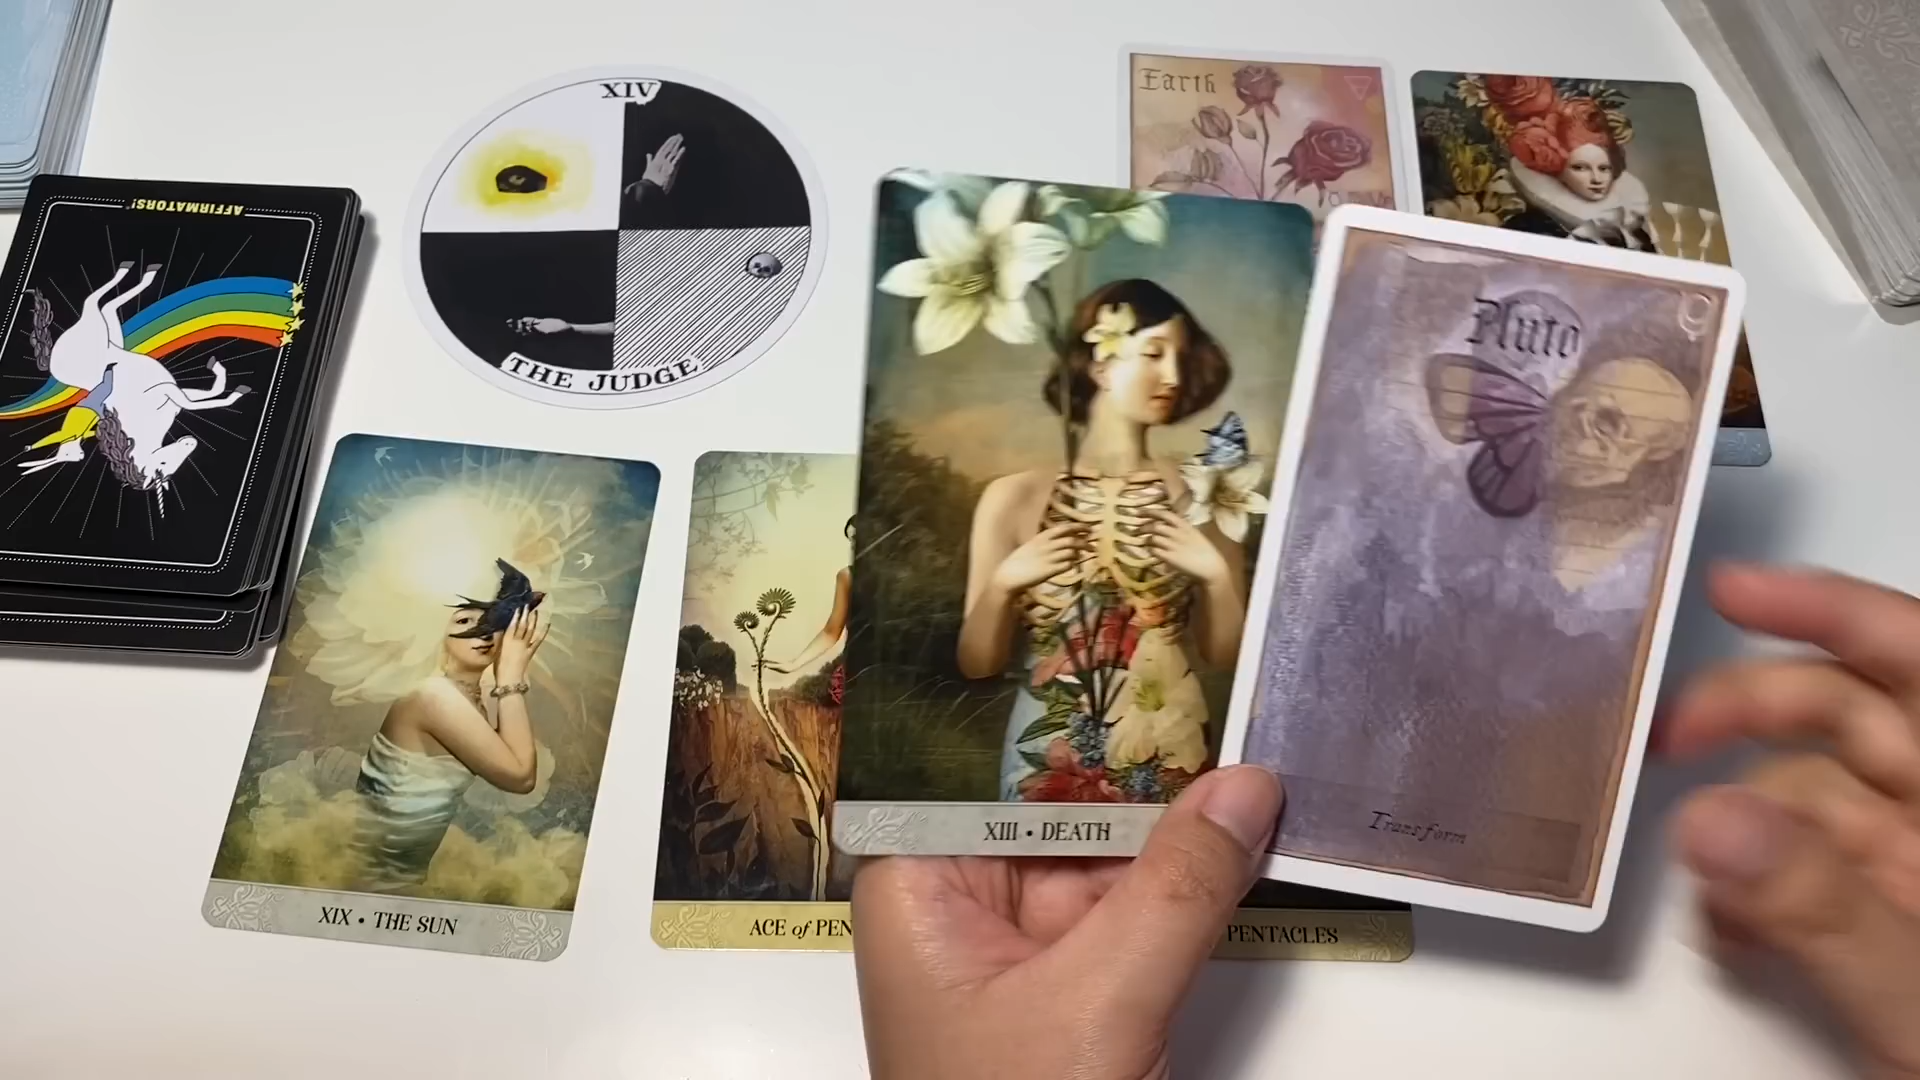 AFFIRMATORS!
XIV
THE JUDGE
Earth
Pluto
Transform
XIII • DEATH
XIX • THE SUN
ACE of PEN
PENTACLES